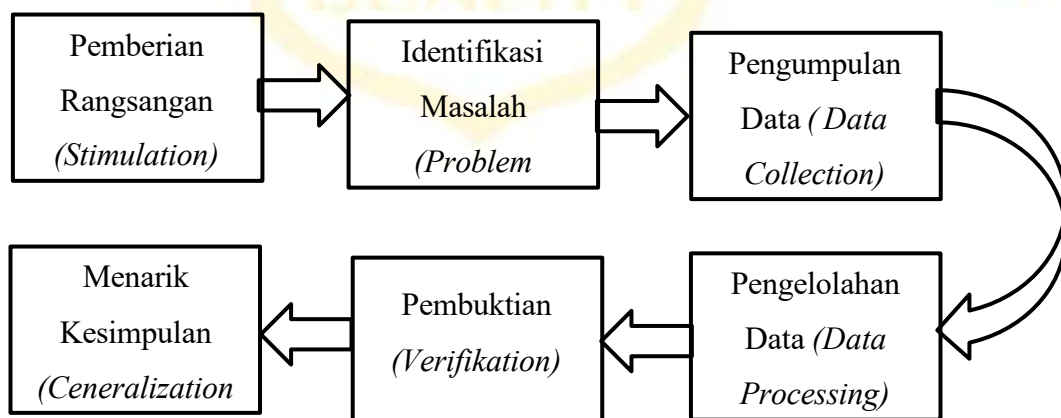 Pemberian
Rangsangan
(Stimulation)
Identifikasi
Masalah
(Problem
Pengumpulan
Data ( Data
Collection)
Pengelolahan
Data (Data
Processing)
Pembuktian
(Verifikation)
Menarik
Kesimpulan
(Ceneralization